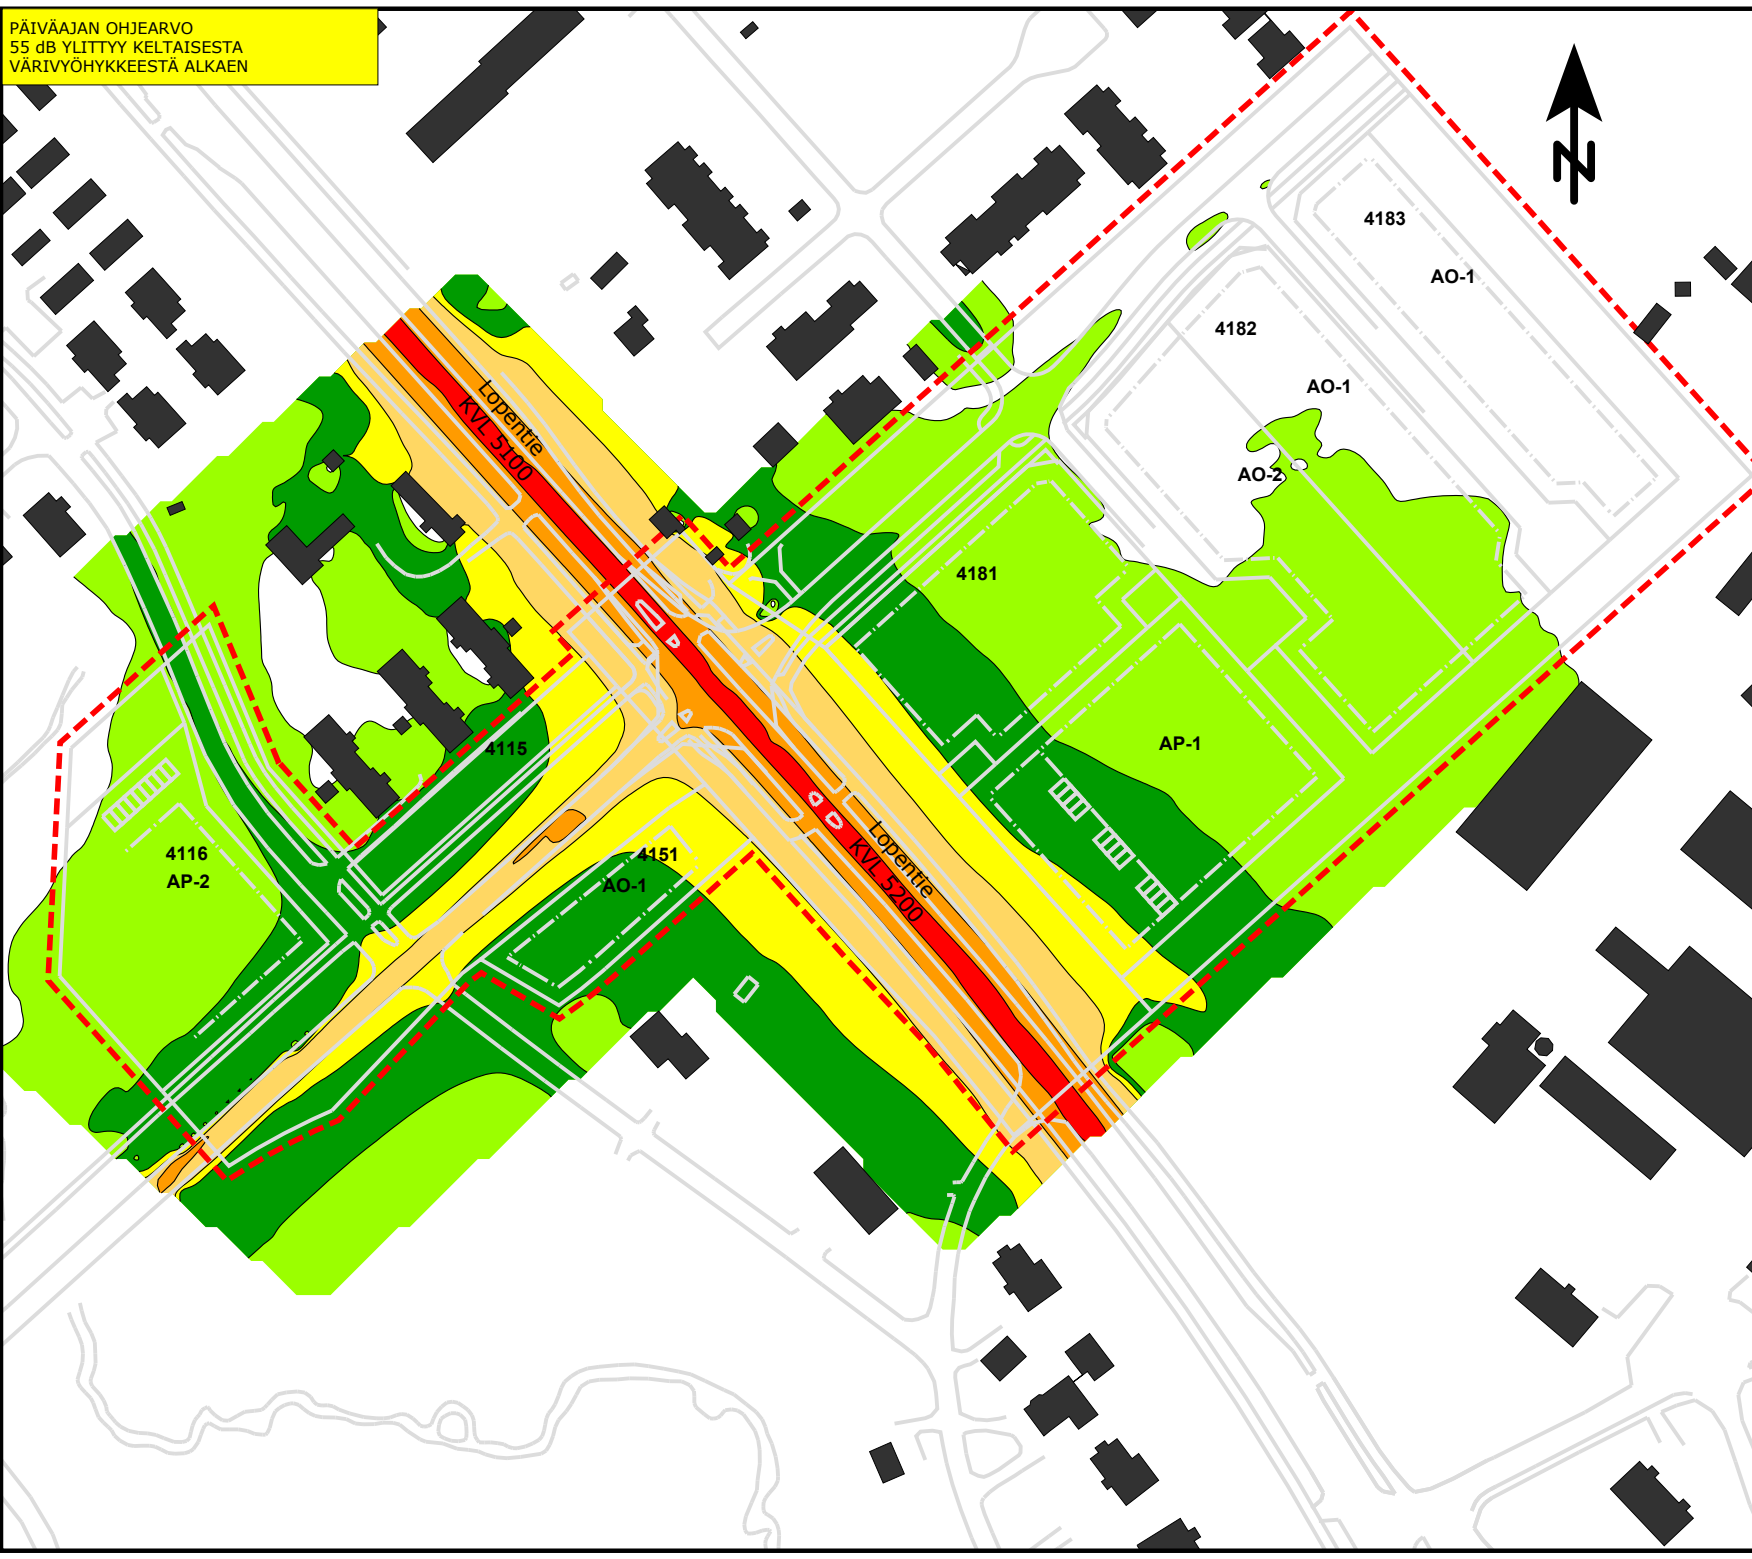 PÄIVÄAJAN OHJEARVO
55 dB YLITTYY KELTAISESTA
VÄRIVYÖHYKKEESTÄ ALKAEN
N
4183
AO-1
4182
AO-1
Lopentie
KVL 5100
AO-2
4181
AP-1
4115
4116
AP-2
4151
AO-1
Lopentie
KVL 5200